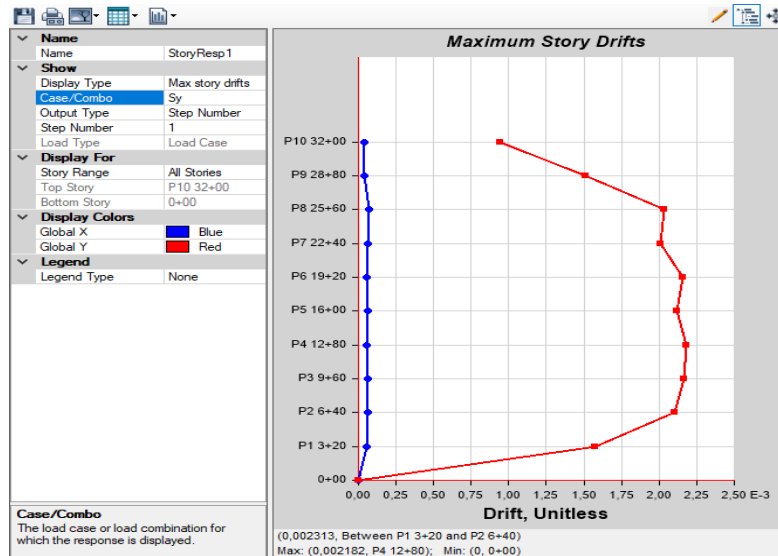 Name
Name StoryResp1
Show
Display Type Max story drifts
Case/Combo Sy
Output Type Step Number
Step Number 1
Load Type Load Case
Display For
Story Range All Stories
Top Story P10 32+00
Bottom Story 0+00
Display Colors
Global X Blue
Global Y Red
Legend
Legend Type None
Case/Combo
The load case or load combination for
which the response is displayed.
Maximum Story Drifts
P10 32+00
P9 28+80
P8 25+60
P7 22+40
P6 19+20
P5 16+00
P4 12+80
P3 9+60
P2 6+40
P1 3+20
0+00
0,00 0,25 0,50 0,75 1,00 1,25 1,50 1,75 2,00 2,25 2,50 E-3
Drift, Unitless
(0,002313, Between P1 3+20 and P2 6+40)
Max: (0,002182, P4 12+80); Min: (0, 0+00)